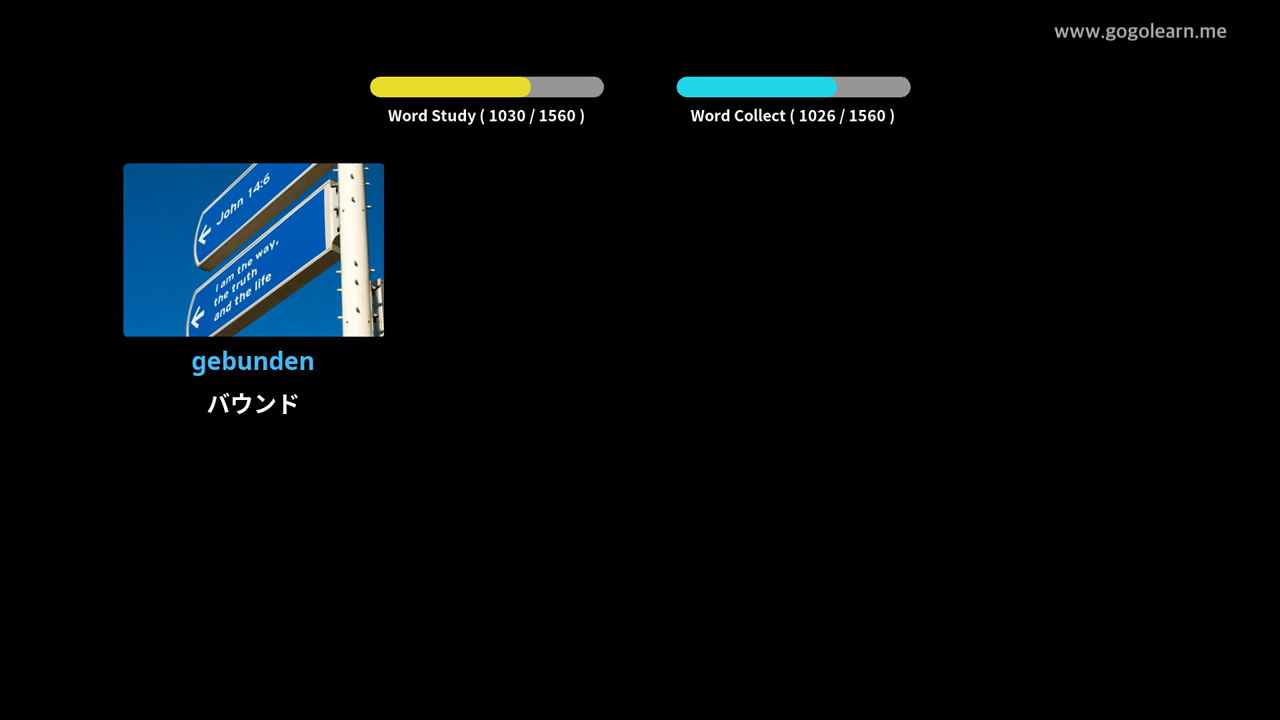 www.gogolearn.me
Word Study ( 1030 / 1560 )
Word Collect ( 1026 / 1560 )
John 14:6
I am the way,
the truth
and the life
gebunden
バウンド